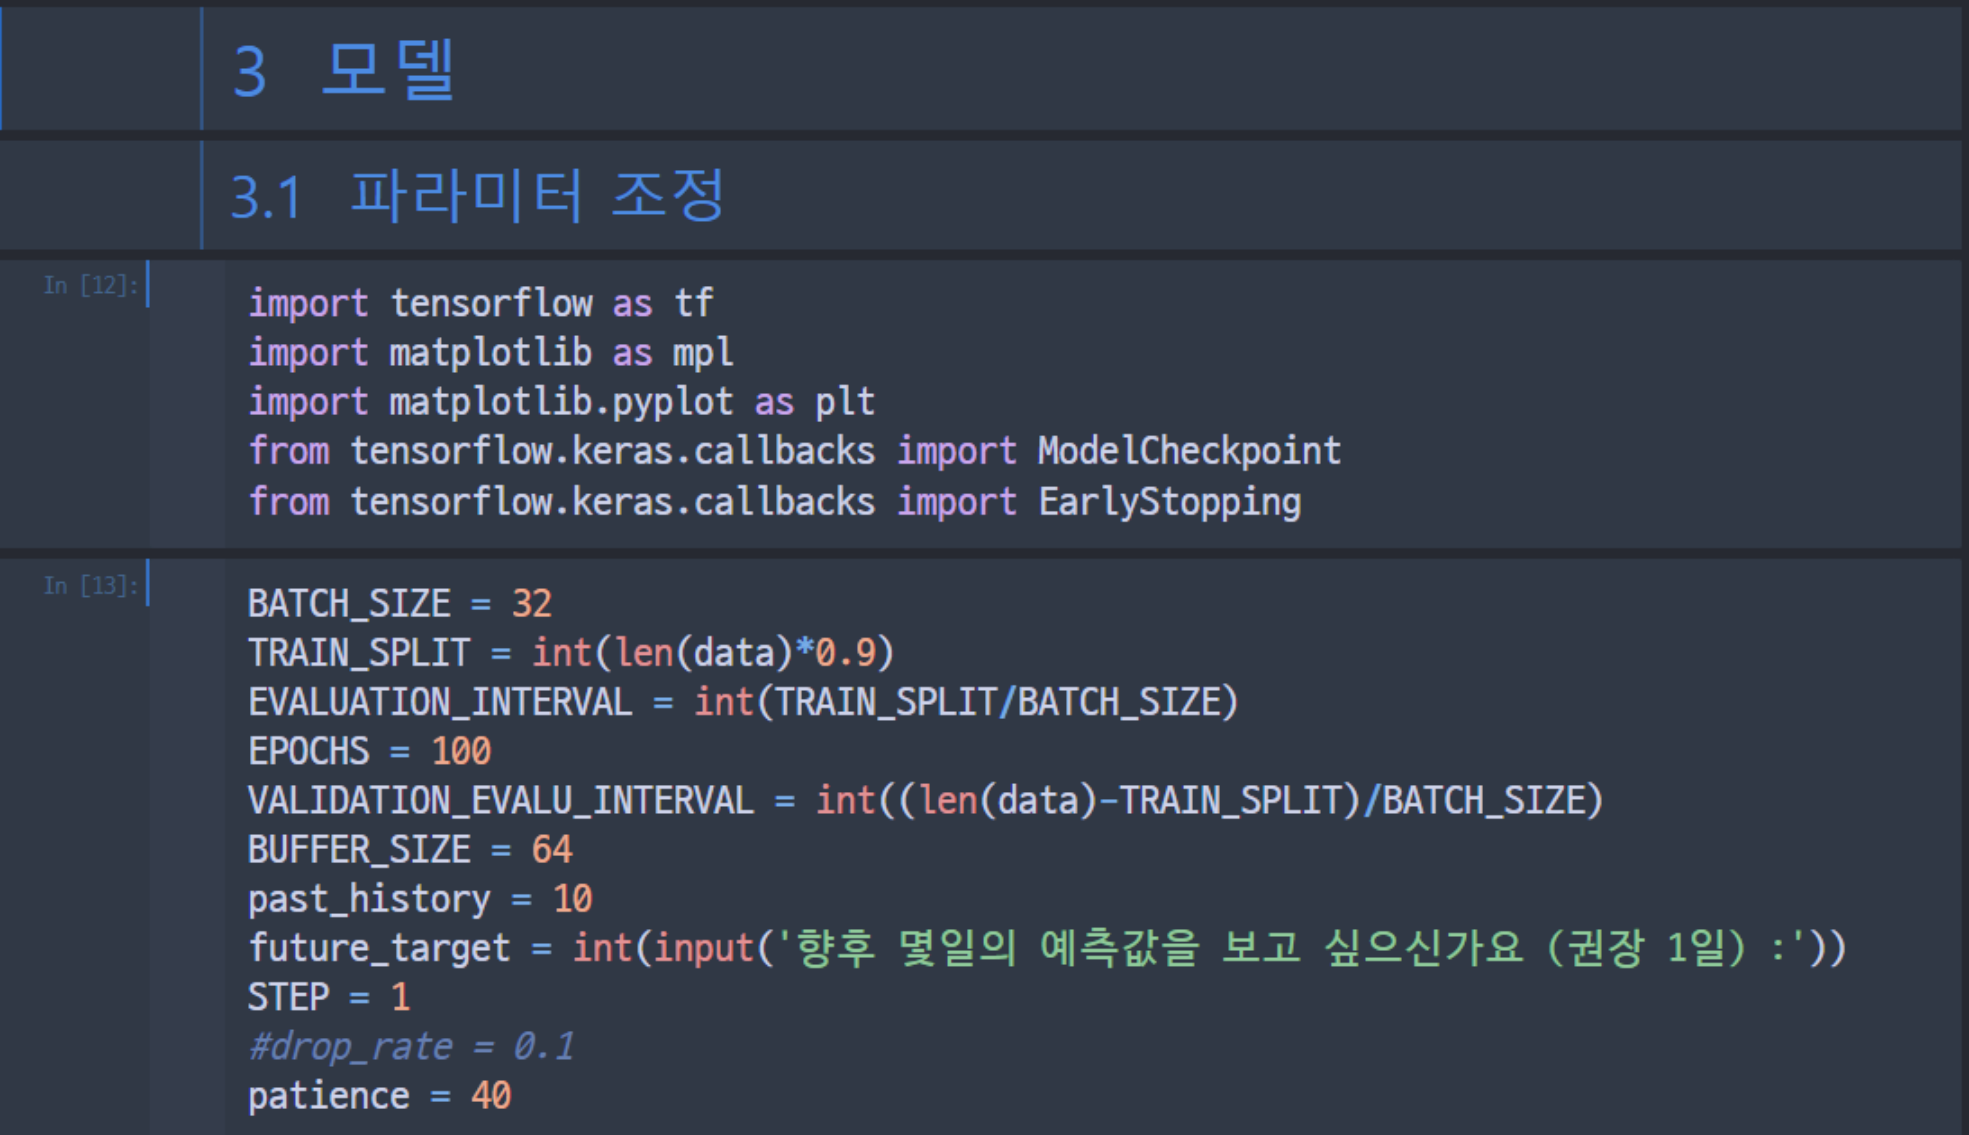 3 모델
3.1 파라미터 조정
In [12]:
import tensorflow as tf
import matplotlib as mpl
import matplotlib.pyplot as plt
from tensorflow.keras.callbacks import ModelCheckpoint
from tensorflow.keras.callbacks import EarlyStopping
In [13]:
BATCH_SIZE = 32
TRAIN_SPLIT = int(len(data)*0.9)
EVALUATION_INTERVAL = int(TRAIN_SPLIT/BATCH_SIZE)
EPOCHS = 100
VALIDATION_EVALU_INTERVAL = int((len(data)-TRAIN_SPLIT)/BATCH_SIZE)
BUFFER_SIZE = 64
past_history = 10
future_target = int(input('향후 몇일의 예측값을 보고 싶으신가요 (권장 1일) :'))
STEP = 1
#drop_rate = 0.1
patience = 40